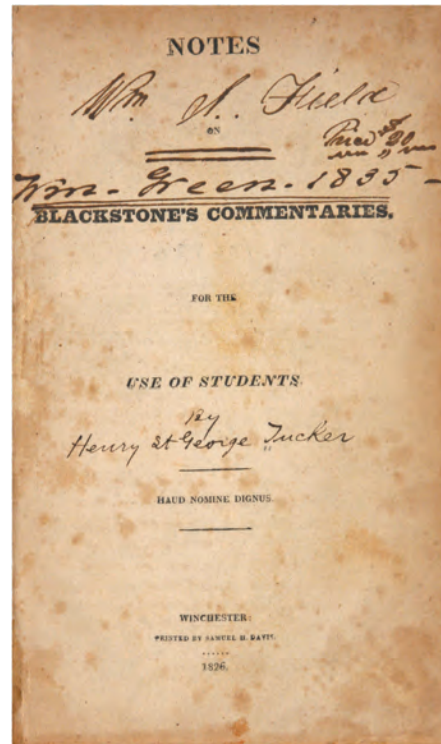 NOTES
Wm. S. Field
ON
Price
Wm. Green. 1835 -
BLACKSTONE'S COMMENTARIES.
FOR THE
USE OF STUDENTS
By
Henry St George Tucker
HAUD NOMINE DIGNUS.
WINCHESTER:
PRINTED BY SAMUEL H. DAVIS.
1826.